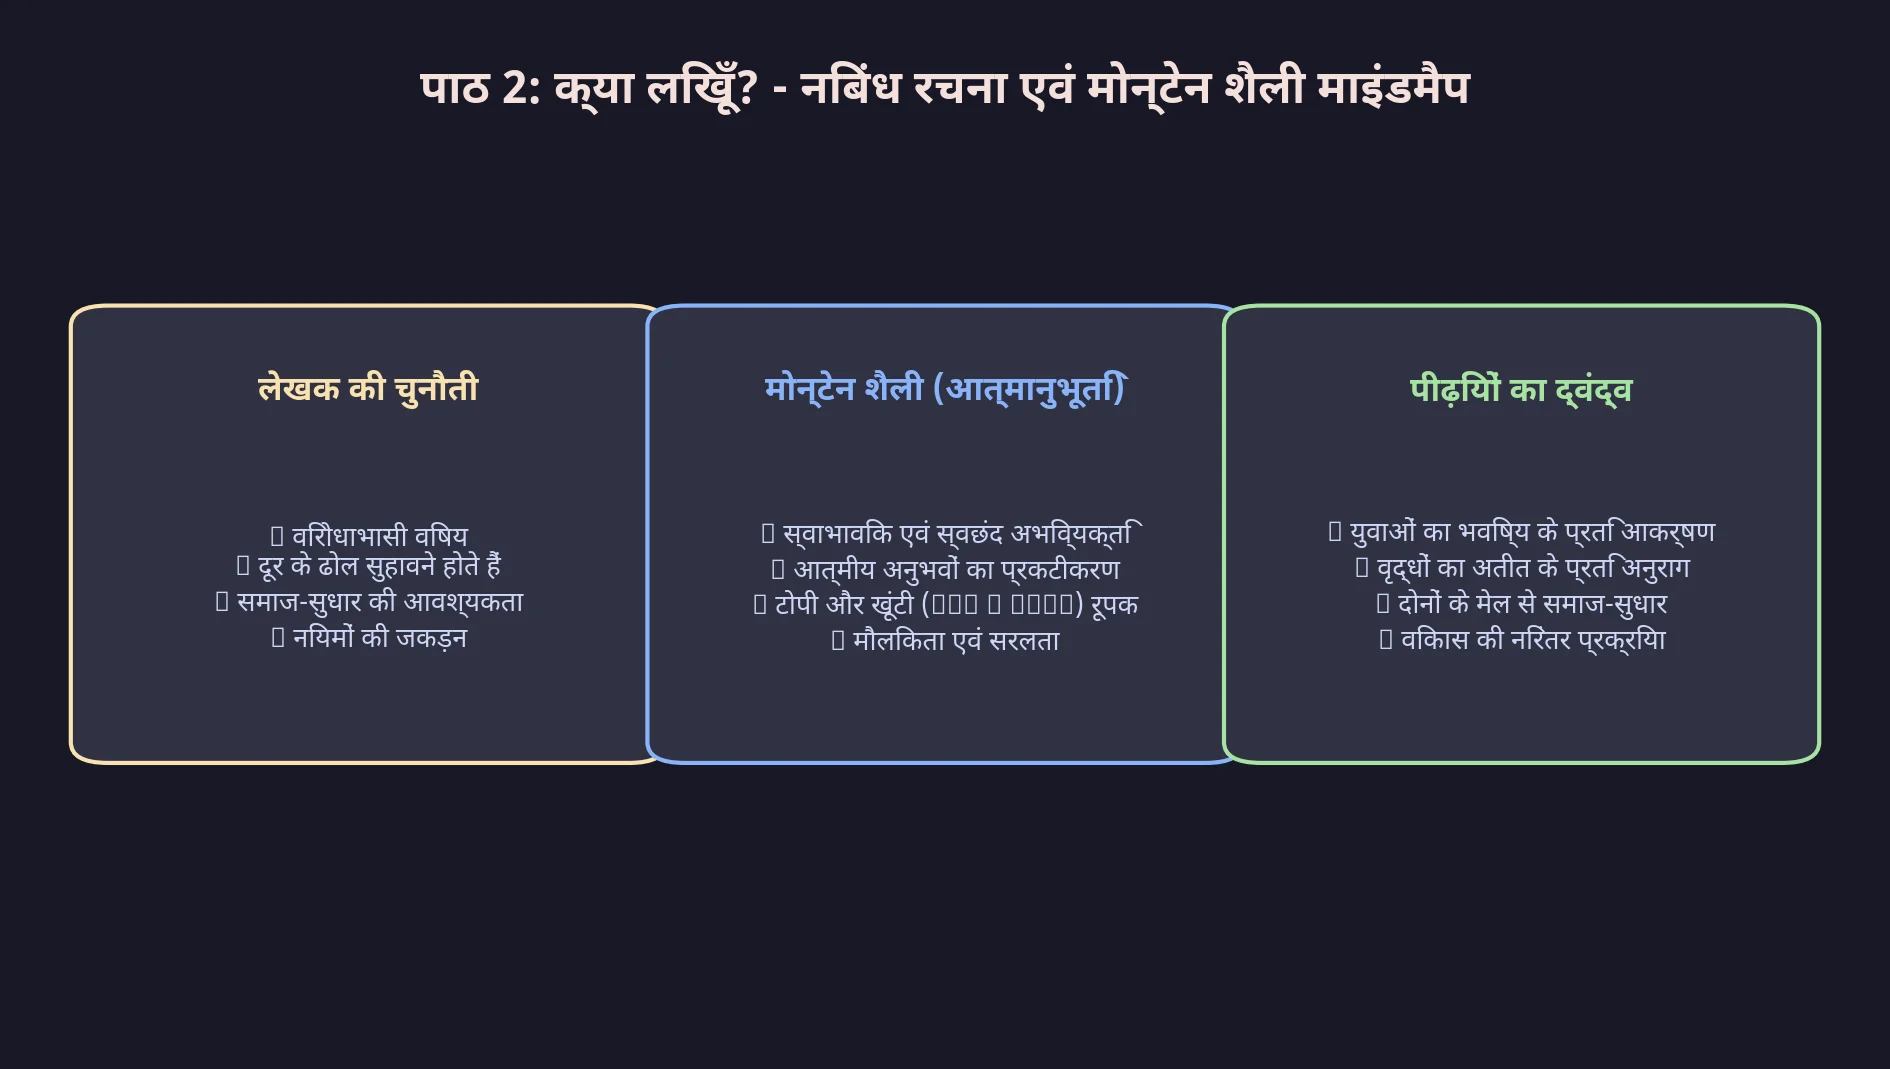 पाठ 2: क्या लिखूँ? - निबंध रचना एवं मोन्टेन शैली माइंडमैप
लेखक की चुनौती
विरोधाभासी विषय
दूर के ढोल सुहावने होते हैं
समाज-सुधार की आवश्यकता
नियमों की जकड़न
मोन्टेन शैली (आत्मानुभूति)
स्वाभाविक एवं स्वछंद अभिव्यक्ति
आत्मीय अनुभवों का प्रकटीकरण
टोपी और खूंटी () रूपक
मौलिकता एवं सरलता
पीढ़ियों का द्वंद्व
युवाओं का भविष्य के प्रति आकर्षण
वृद्धों का अतीत के प्रति अनुराग
दोनों के मेल से समाज-सुधार
विकास की निरंतर प्रक्रिया